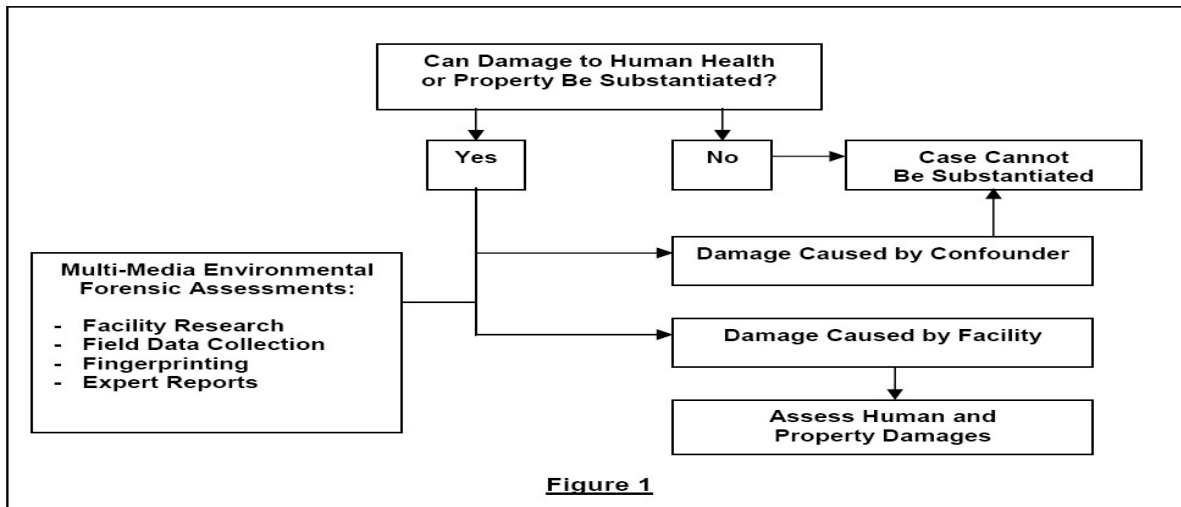 Can Damage to Human Health
or Property Be Substantiated?
Yes
No
Case Cannot
Be Substantiated
Damage Caused by Confounder
Multi-Media Environmental
Forensic Assessments:
- Facility Research
- Field Data Collection
- Fingerprinting
- Expert Reports
Damage Caused by Facility
Assess Human and
Property Damages
Figure 1